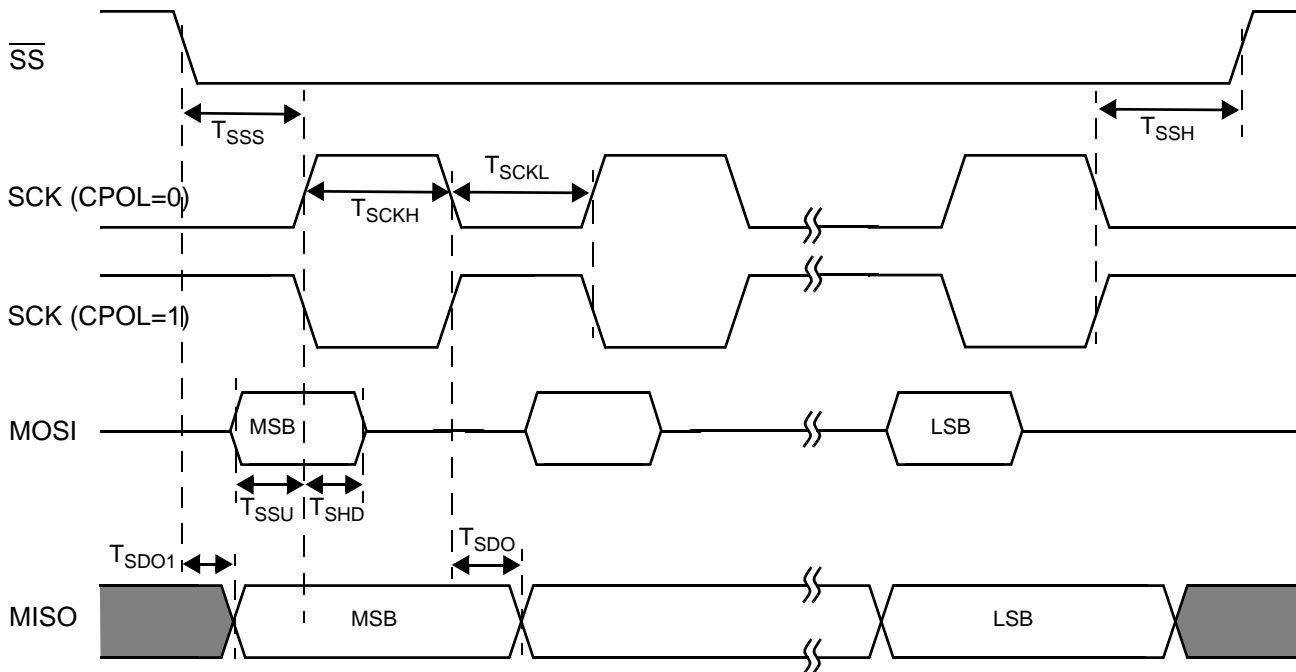 SS
T_SSS
T_SSH
SCK (CPOL=0)
T_SCKH
T_SCKL
SCK (CPOL=1)
MOSI
MSB
LSB
T_SSU
T_SHD
T_SDO1
T_SDO
MISO
MSB
LSB